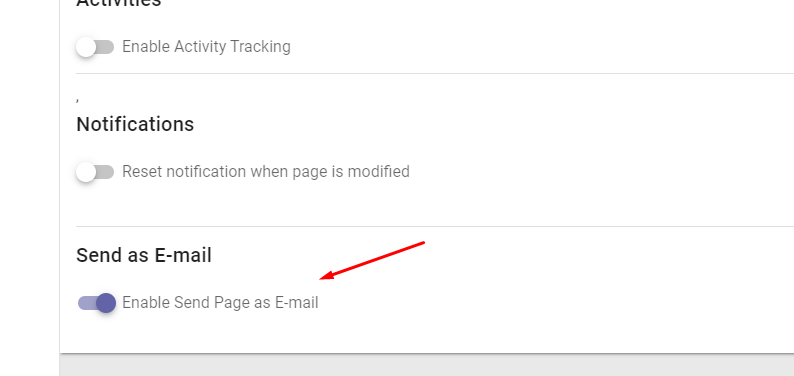 Activities
Enable Activity Tracking
,
Notifications
Reset notification when page is modified
Send as E-mail
Enable Send Page as E-mail